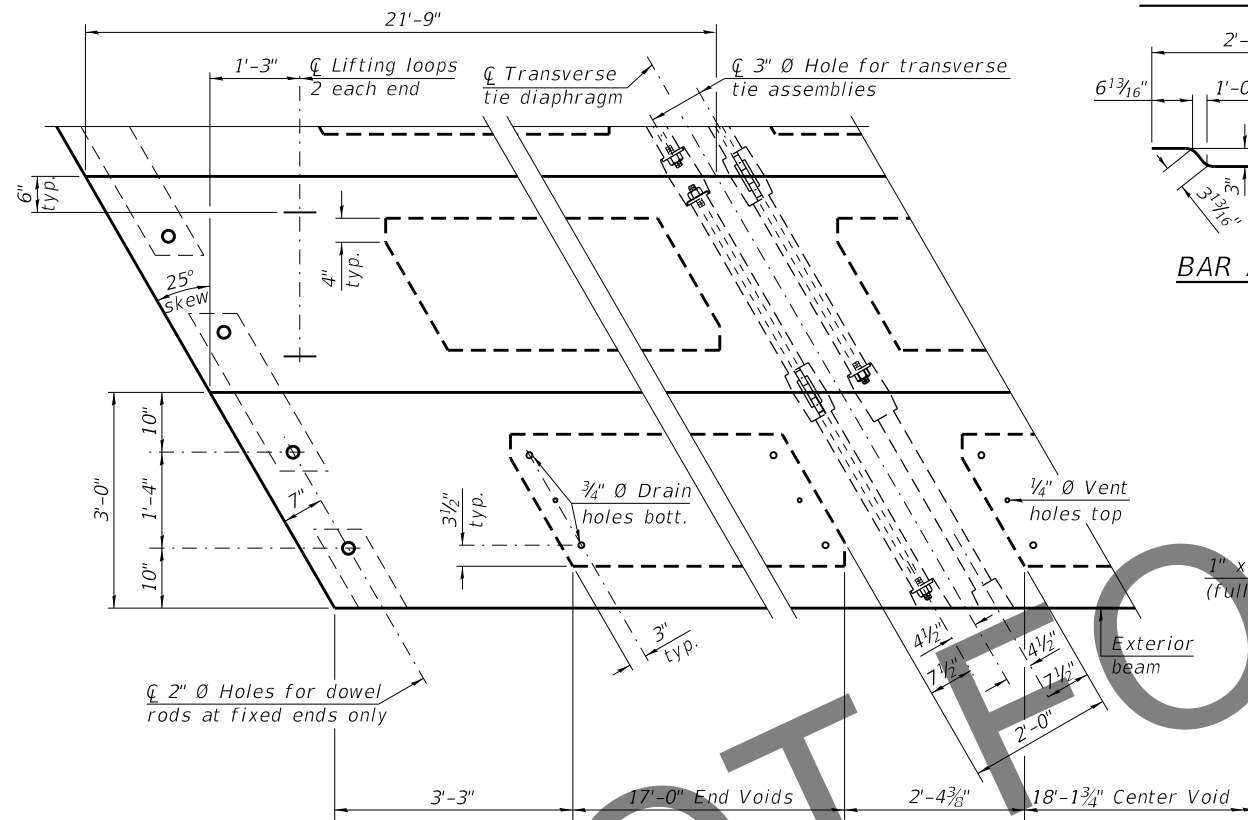 21'-9"
2'-
1'-3"
℄ Lifting loops
2 each end
℄ Transverse
tie diaphragm
℄ 3" Ø Hole for transverse
tie assemblies
6 13/16"
1'-0
3"
3 13/16"
6"
typ.
4"
typ.
BAR
25°
skew
10"
1'-4"
10"
3'-0"
7"
3½"
typ.
¾" Ø Drain
holes bott.
¼" Ø Vent
holes top
1" x
(full
3"
typ.
4½"
7½"
4½"
7½"
2'-0"
Exterior
beam
℄ 2" Ø Holes for dowel
rods at fixed ends only
3'-3"
17'-0" End Voids
2'-4⅜"
18'-1¾" Center Void
OT FO